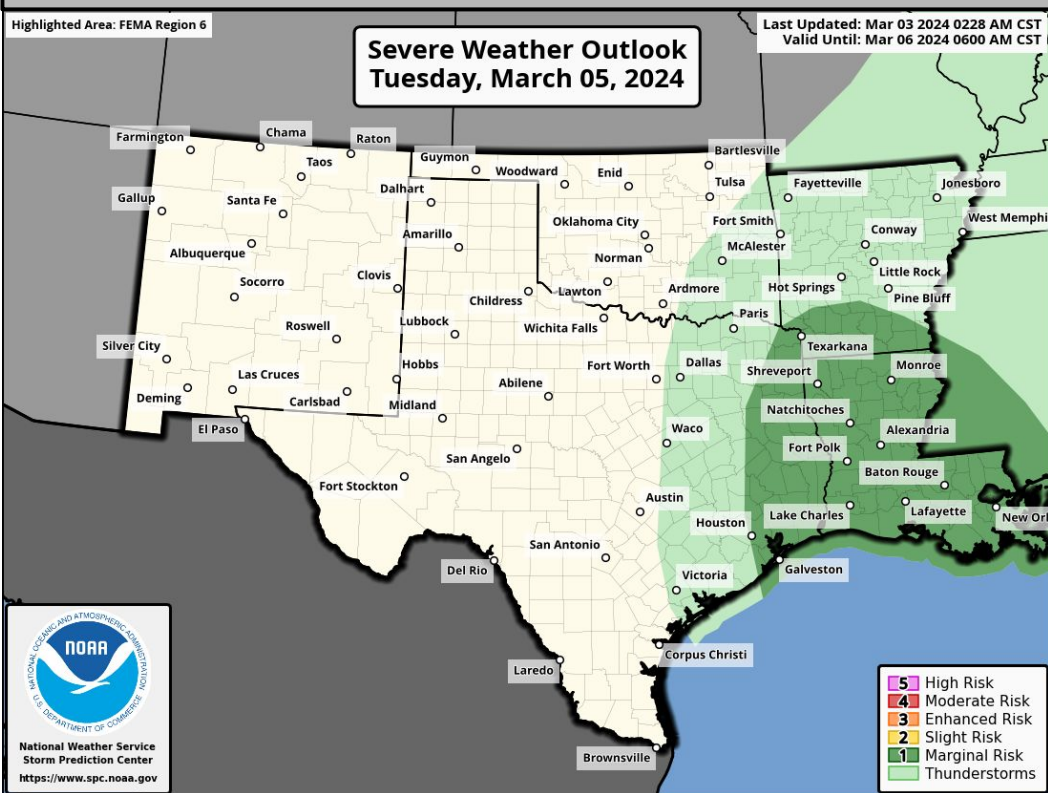 Highlighted Area: FEMA Region 6
Last Updated: Mar 03 2024 0228 AM CST
Valid Until: Mar 06 2024 0600 AM CST
Severe Weather Outlook
Tuesday, March 05, 2024
Farmington
Chama
Raton
Taos
Guymon
Woodward
Enid
Bartlesville
Tulsa
Fayetteville
Jonesboro
Gallup
Santa Fe
Dalhart
Oklahoma City
Fort Smith
Conway
West Memphi
Albuquerque
Amarillo
Norman
McAlester
Little Rock
Socorro
Clovis
Childress
Lawton
Ardmore
Hot Springs
Pine Bluff
Roswell
Lubbock
Wichita Falls
Paris
Texarkana
Silver City
Las Cruces
Hobbs
Fort Worth
Dallas
Shreveport
Monroe
Deming
Carlsbad
Midland
Abilene
Natchitoches
El Paso
Waco
Alexandria
San Angelo
Fort Polk
Fort Stockton
Baton Rouge
Austin
Houston
Lake Charles
Lafayette
New Orl
San Antonio
Del Rio
Victoria
Galveston
Laredo
Corpus Christi
Brownsville
NATIONAL OCEANIC AND ATMOSPHERIC ADMINISTRATION
NOAA
U.S. DEPARTMENT OF COMMERCE
National Weather Service
Storm Prediction Center
https://www.spc.noaa.gov
5 High Risk
4 Moderate Risk
3 Enhanced Risk
2 Slight Risk
1 Marginal Risk
Thunderstorms